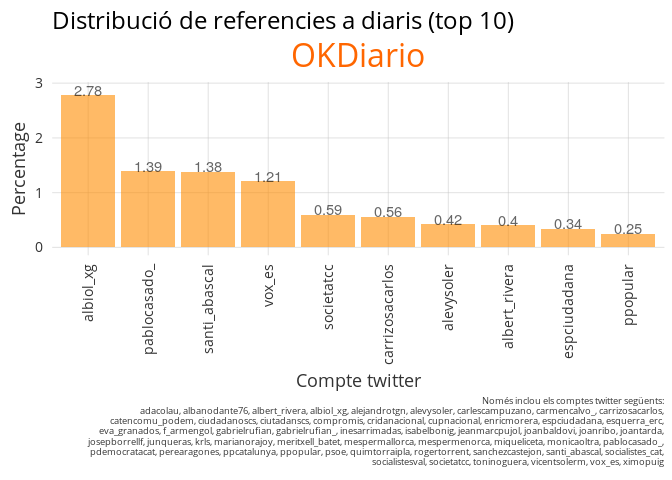 Distribució de referencies a diaris (top 10)
OKDiario
Percentage
3
2
1
0
2.78
1.39
1.38
1.21
0.59
0.56
0.42
0.4
0.34
0.25
albiol_xg
pablocasado_
santi_abascal
vox_es
societatcc
carrizosacarlos
alevysoler
albert_rivera
espciudadana
ppopular
Compte twitter
Només inclou els comptes twitter següents:
adacolau, albanodante76, albert_rivera, albiol_xg, alejandrotgn, alevysoler, carlescampuzano, carmencalvo_, carrizosacarlos,
catencomu_podem, ciudadanoscs, ciutadanscs, compromis, cridanacional, cupnacional, enricmorera, espciudadana, esquerra_erc,
eva_granados, f_armengol, gabrielrufian, gabrielrufian_, inesarrimadas, isabelbonig, jeanmarcpujol, joanbaldovi, joanribo, joantarda,
josepborrellf, junqueras, krls, marianorajoy, meritxell_batet, mespermallorca, mespermenorca, miqueliceta, monicaoltra, pablocasado_,
pdemocratacat, perearagones, ppcatalunya, ppopular, psoe, quimtorraipla, rogertorrent, sanchezcastejon, santi_abascal, socialistes_cat,
socialistesval, societatcc, toninoguera, vicentsolerm, vox_es, ximopuig